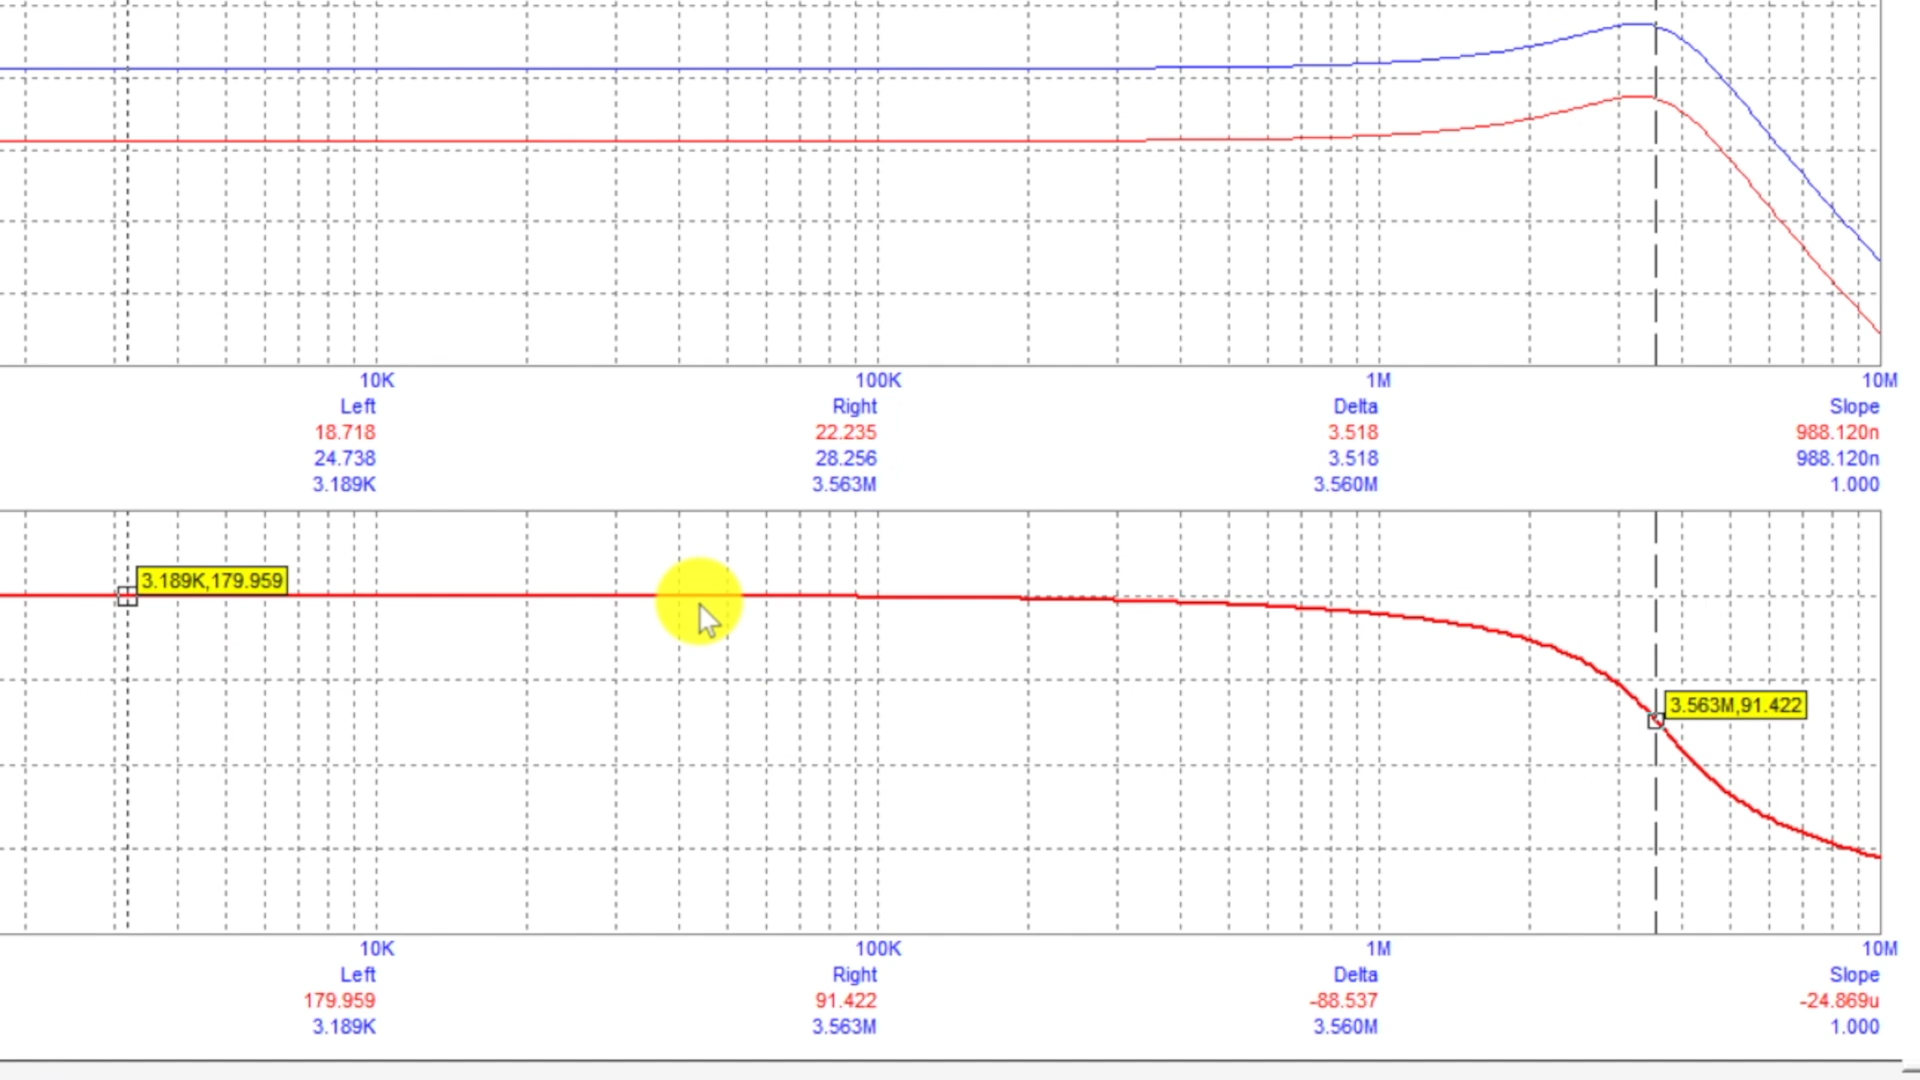 10K 100K 1M 10M
Left Right Delta Slope
18.718 22.235 3.518 988.120n
24.738 28.256 3.518 988.120n
3.189K 3.563M 3.560M 1.000
3.189K,179.959
3.563M,91.422
10K 100K 1M 10M
Left Right Delta Slope
179.959 91.422 -88.537 -24.869u
3.189K 3.563M 3.560M 1.000